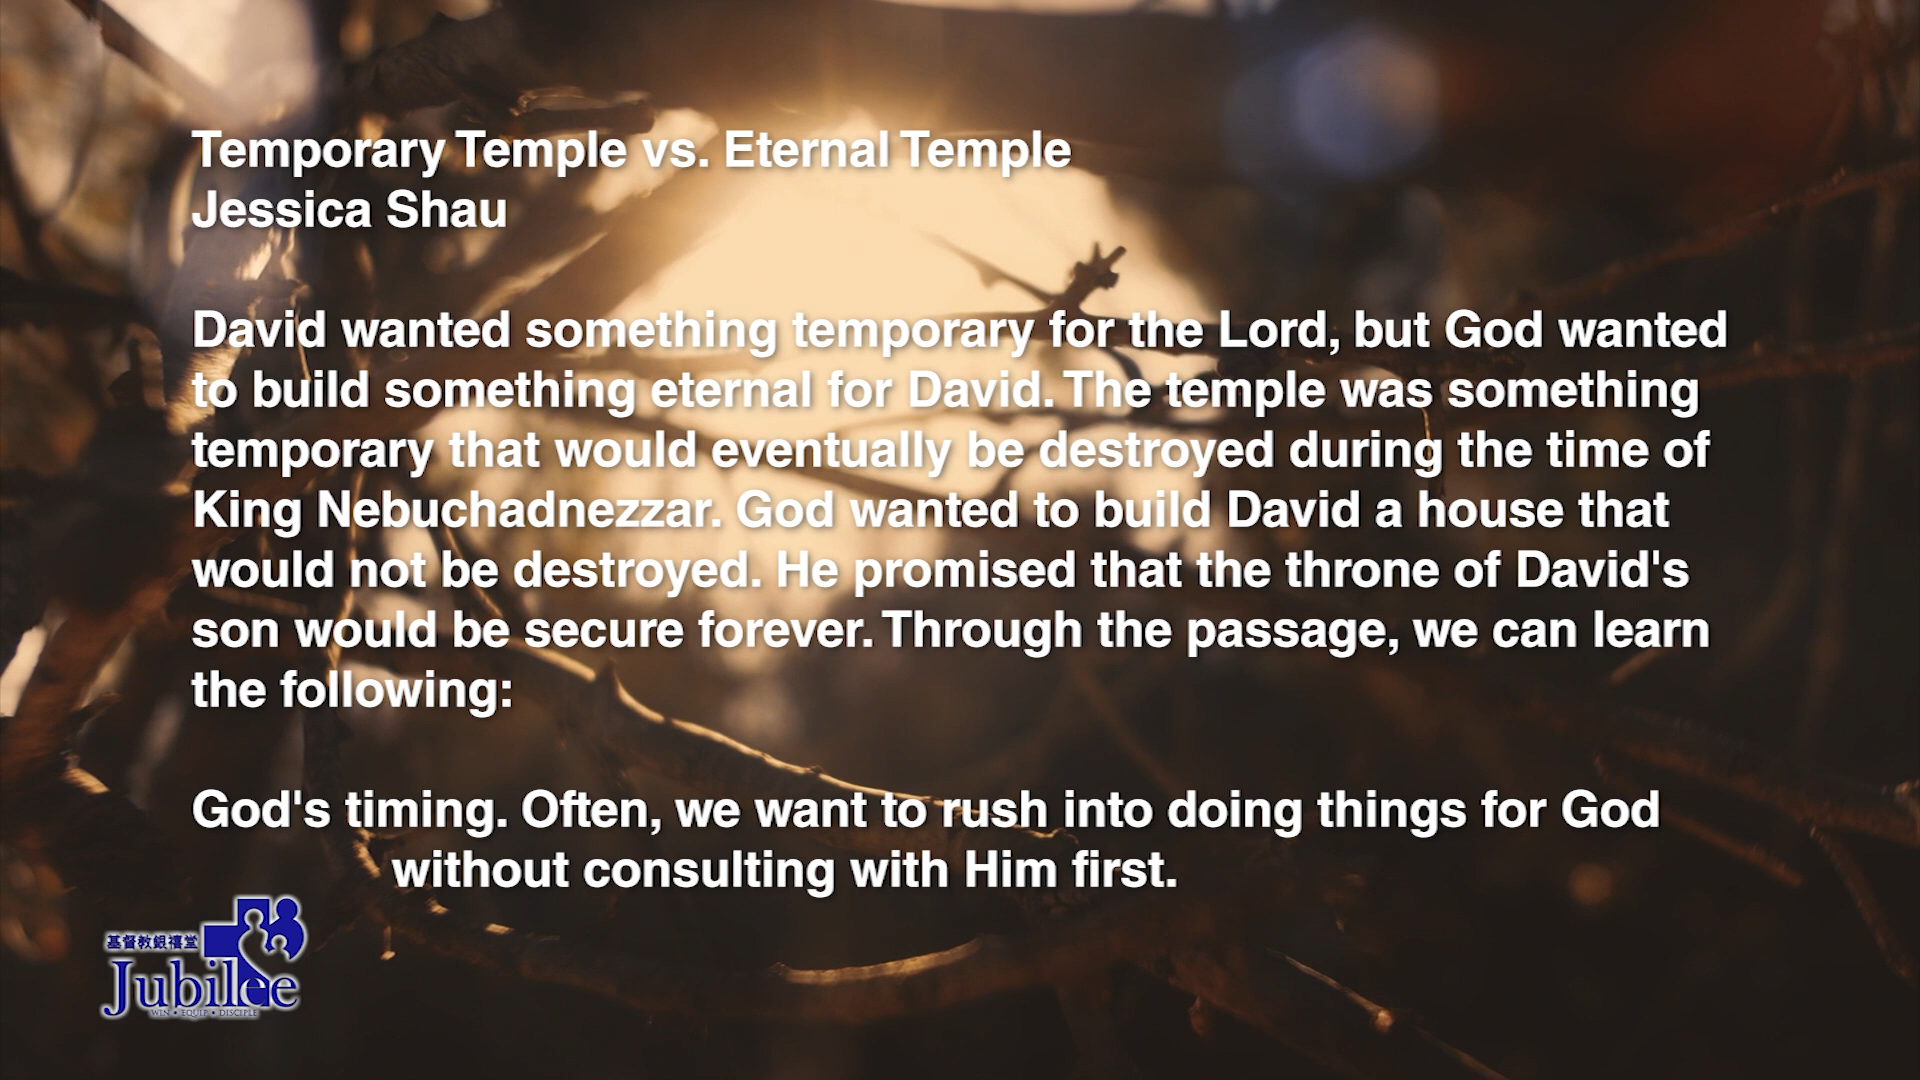 Temporary Temple vs. Eternal Temple
Jessica Shau
David wanted something temporary for the Lord, but God wanted
to build something eternal for David. The temple was something
temporary that would eventually be destroyed during the time of
King Nebuchadnezzar. God wanted to build David a house that
would not be destroyed. He promised that the throne of David's
son would be secure forever. Through the passage, we can learn
the following:
God's timing. Often, we want to rush into doing things for God
without consulting with Him first.
基督教銀禧堂
Jubilee
WIN • EQUIP • DISCIPLE